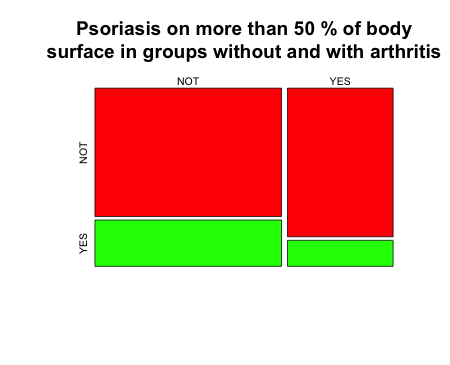 Psoriasis on more than 50 % of body
surface in groups without and with arthritis
NOT YES
NOT
YES